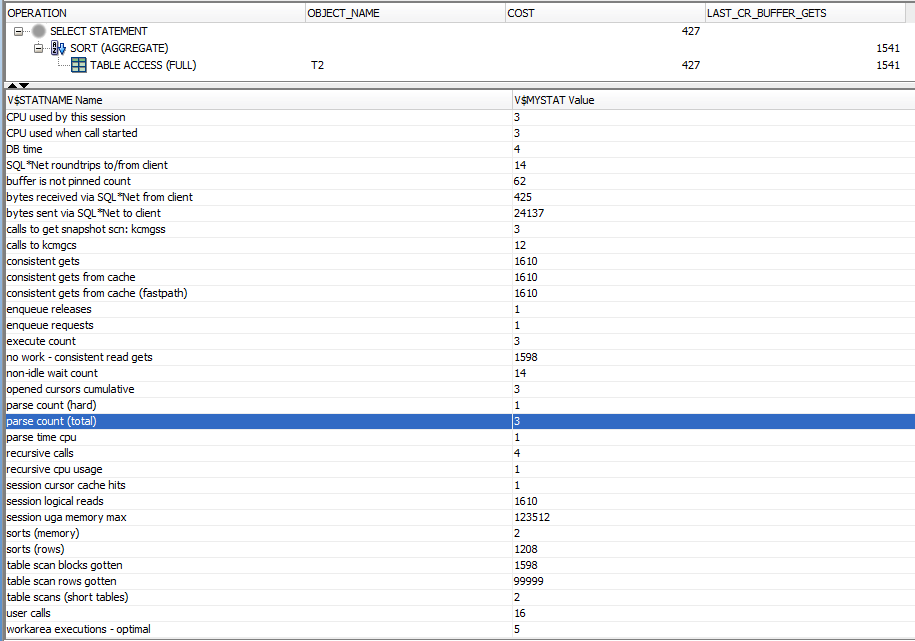 OPERATION OBJECT_NAME COST LAST_CR_BUFFER_GETS
SELECT STATEMENT 427
SORT (AGGREGATE) 1541
TABLE ACCESS (FULL) T2 427 1541
V$STATNAME Name V$MYSTAT Value
CPU used by this session 3
CPU used when call started 3
DB time 4
SQL*Net roundtrips to/from client 14
buffer is not pinned count 62
bytes received via SQL*Net from client 425
bytes sent via SQL*Net to client 24137
calls to get snapshot scn: kcmgss 3
calls to kcmgcs 12
consistent gets 1610
consistent gets from cache 1610
consistent gets from cache (fastpath) 1610
enqueue releases 1
enqueue requests 1
execute count 3
no work - consistent read gets 1598
non-idle wait count 14
opened cursors cumulative 3
parse count (hard) 1
parse count (total) 3
parse time cpu 1
recursive calls 4
recursive cpu usage 1
session cursor cache hits 1
session logical reads 1610
session uga memory max 123512
sorts (memory) 2
sorts (rows) 1208
table scan blocks gotten 1598
table scan rows gotten 99999
table scans (short tables) 2
user calls 16
workarea executions - optimal 5